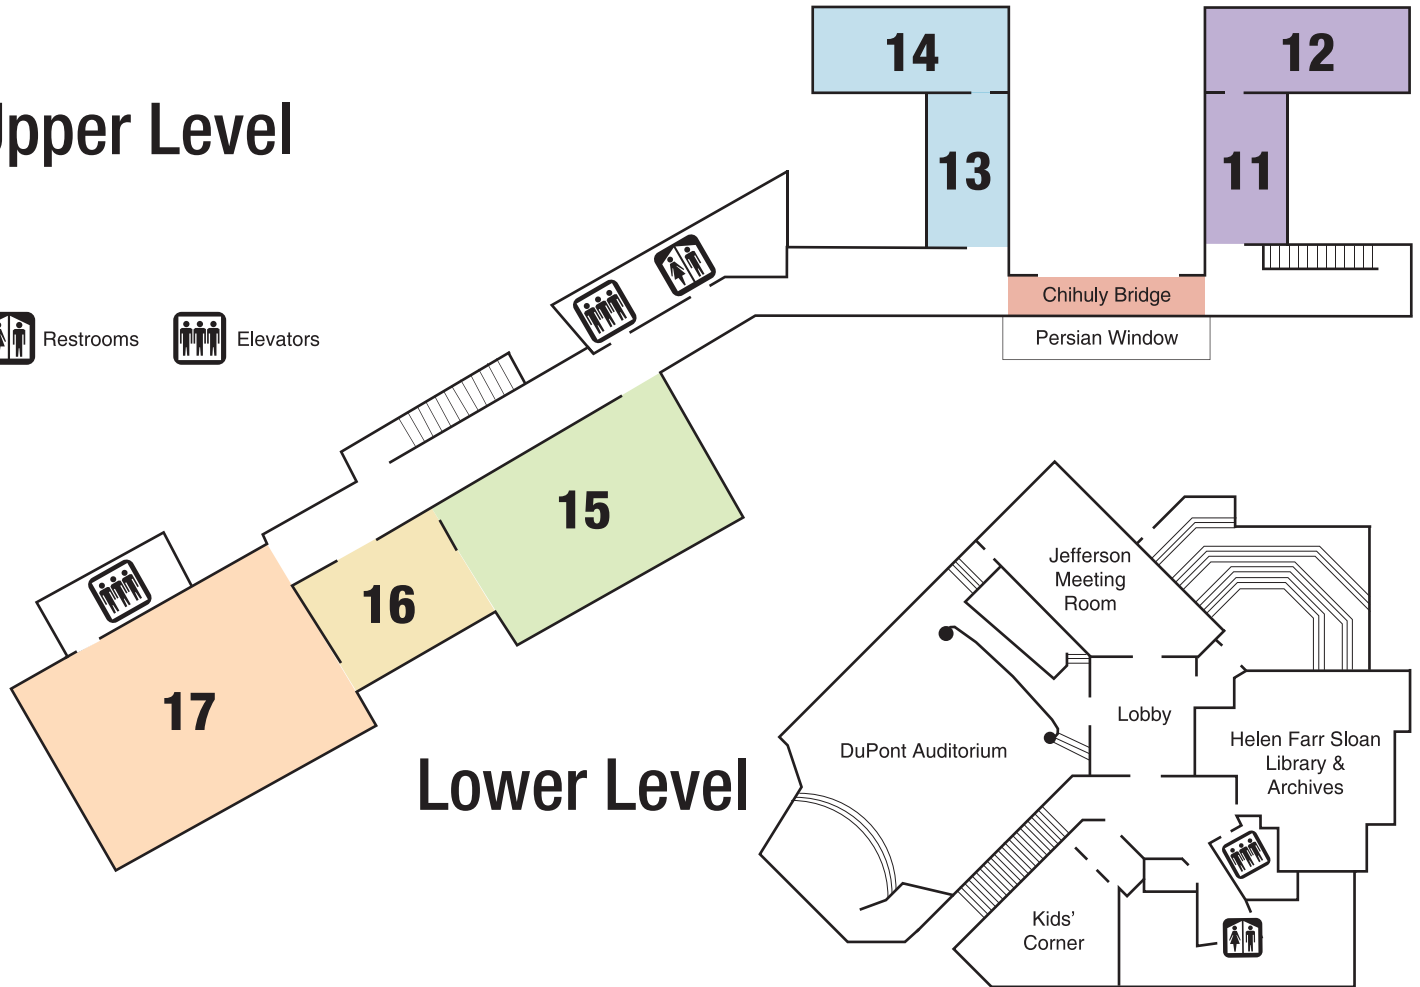 Upper Level
Restrooms
Elevators
14
12
13
11
Chihuly Bridge
Persian Window
15
16
17
Lower Level
Jefferson
Meeting
Room
Lobby
DuPont Auditorium
Helen Farr Sloan
Library &
Archives
Kids'
Corner